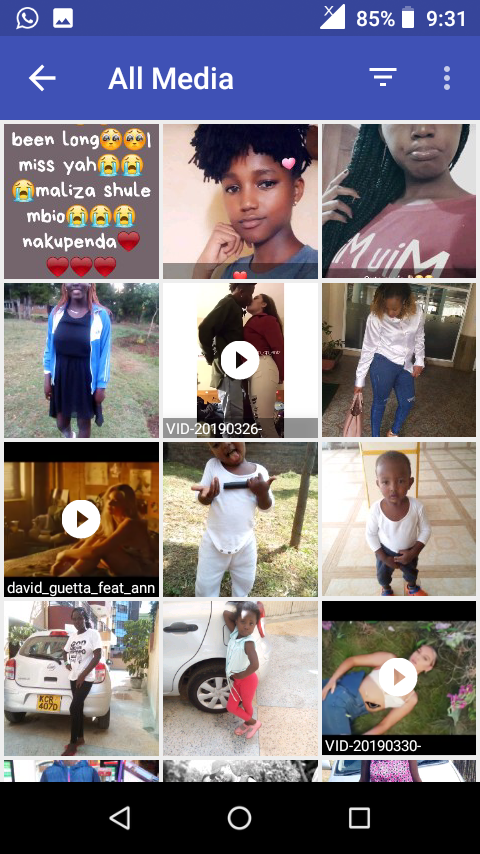 85% 9:31
All Media
been long🥺🥺I
miss yah😭😭
😭maliza shule
mbio😭😭😭
nakupenda❤
❤❤❤
VID-20190326-
david_guetta_feat_ann
KCR
407D
VID-20190330-